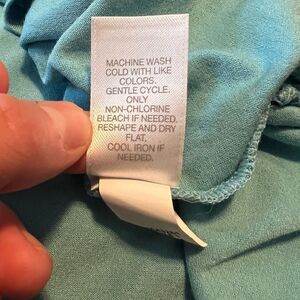 MACHINE WASH
COLD WITH LIKE
COLORS.
GENTLE CYCLE.
ONLY
NON-CHLORINE
BLEACH IF NEEDED.
RESHAPE AND DRY
FLAT.
COOL IRON IF
NEEDED.